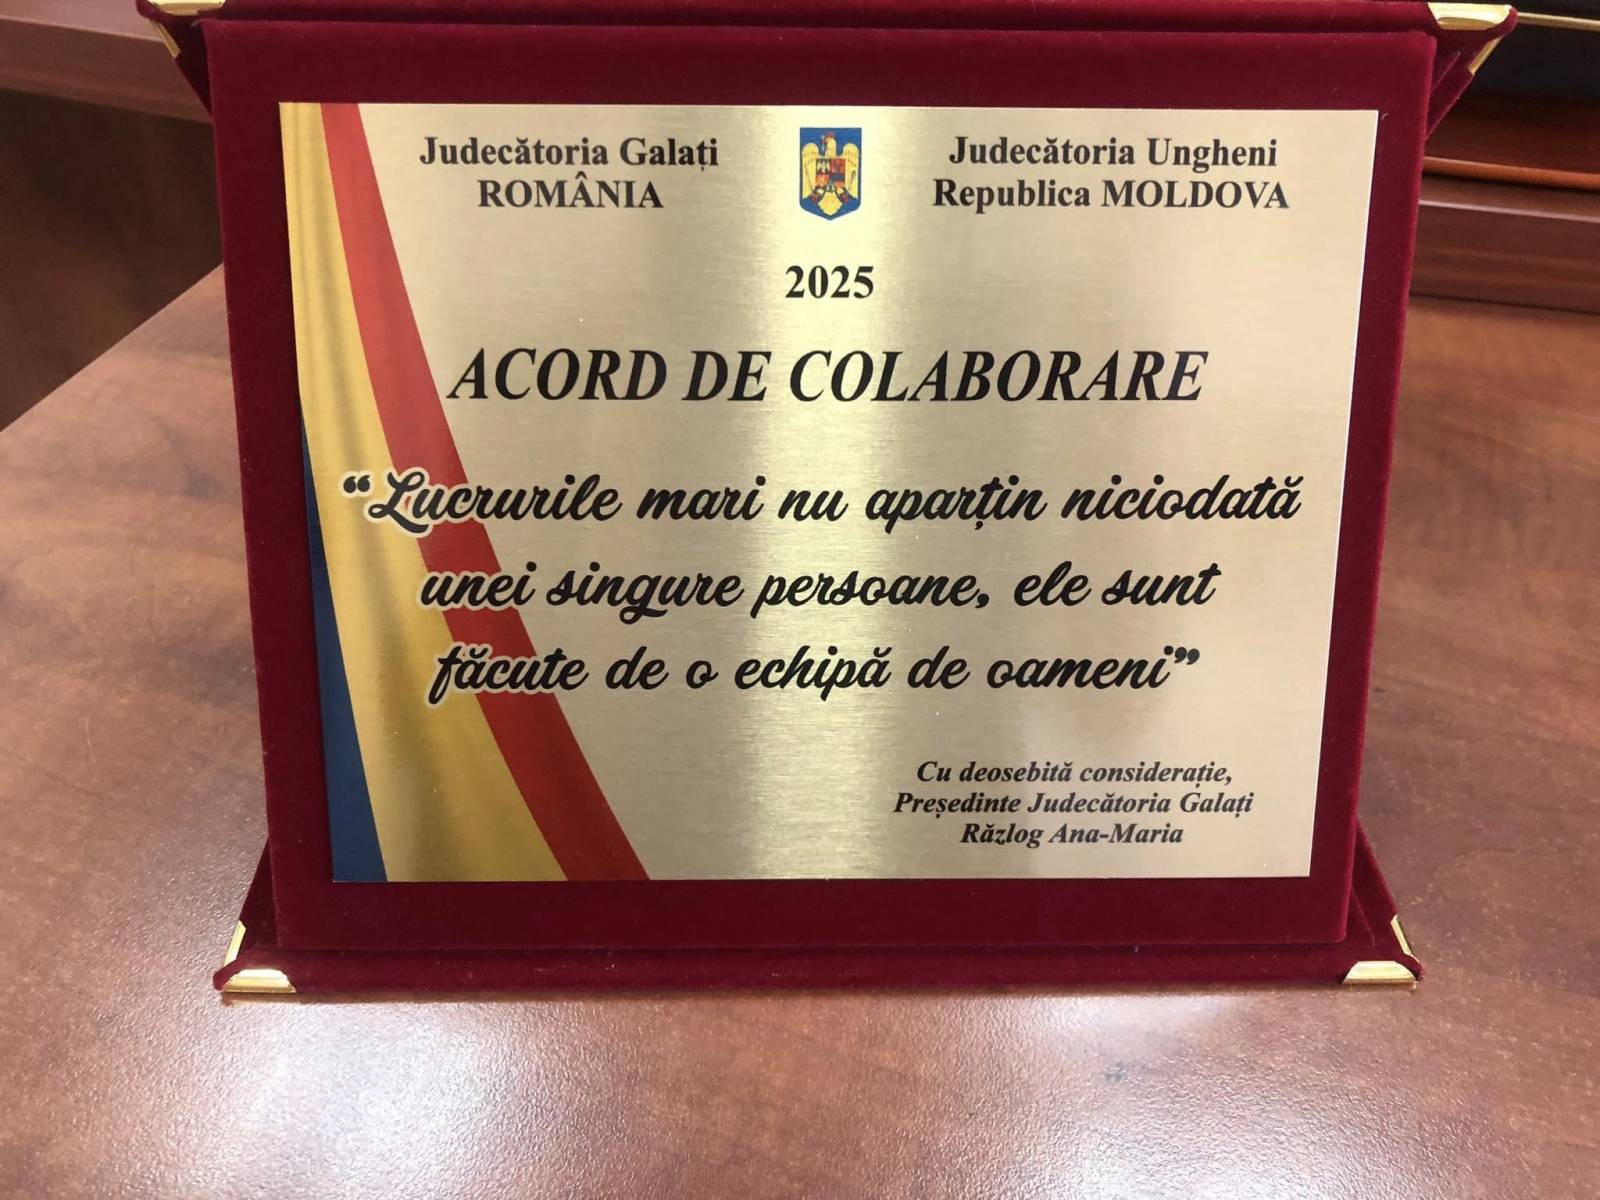 Judecătoria Galați
ROMÂNIA
Judecătoria Ungheni
Republica MOLDOVA
2025
ACORD DE COLABORARE
“Lucrurile mari nu aparțin niciodată
unei singure persoane, ele sunt
făcute de o echipă de oameni”
Cu deosebită considerație,
Președinte Judecătoria Galați
Răzlog Ana-Maria